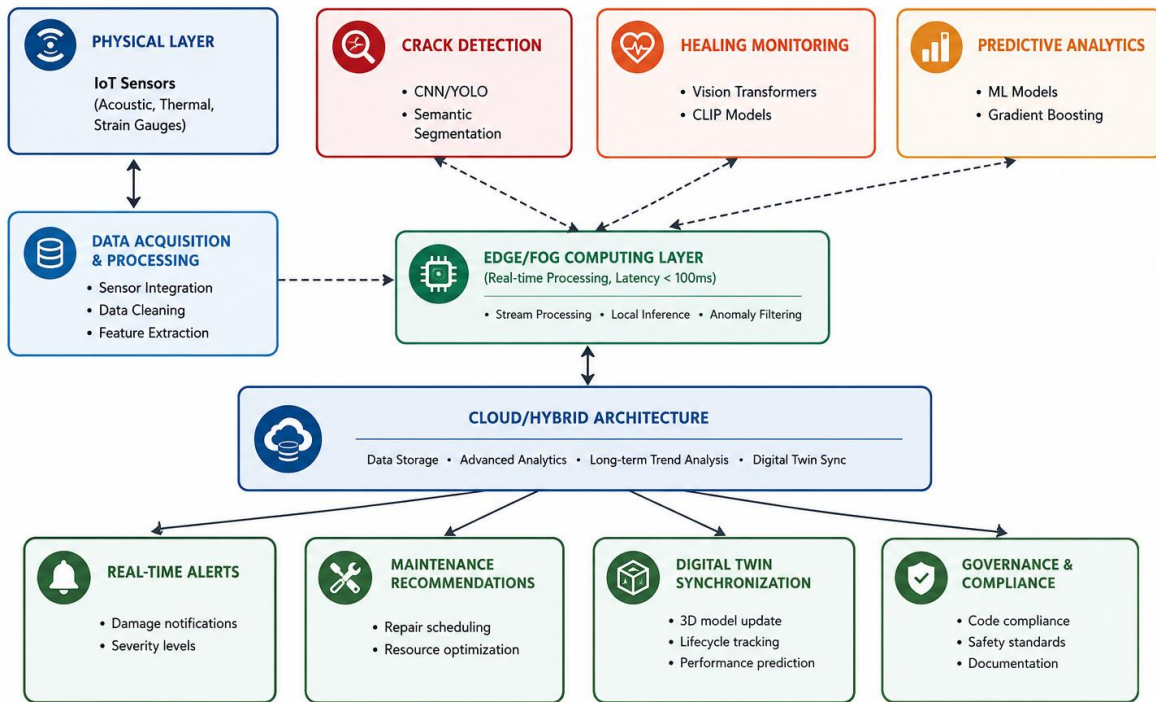 PHYSICAL LAYER
IoT Sensors
(Acoustic, Thermal,
Strain Gauges)
CRACK DETECTION
• CNN/YOLO
• Semantic
Segmentation
HEALING MONITORING
• Vision Transformers
• CLIP Models
PREDICTIVE ANALYTICS
• ML Models
• Gradient Boosting
DATA ACQUISITION
& PROCESSING
• Sensor Integration
• Data Cleaning
• Feature Extraction
EDGE/FOG COMPUTING LAYER
(Real-time Processing, Latency < 100ms)
• Stream Processing • Local Inference • Anomaly Filtering
CLOUD/HYBRID ARCHITECTURE
Data Storage • Advanced Analytics • Long-term Trend Analysis • Digital Twin Sync
REAL-TIME ALERTS
• Damage notifications
• Severity levels
MAINTENANCE
RECOMMENDATIONS
• Repair scheduling
• Resource optimization
DIGITAL TWIN
SYNCHRONIZATION
• 3D model update
• Lifecycle tracking
• Performance prediction
GOVERNANCE &
COMPLIANCE
• Code compliance
• Safety standards
• Documentation